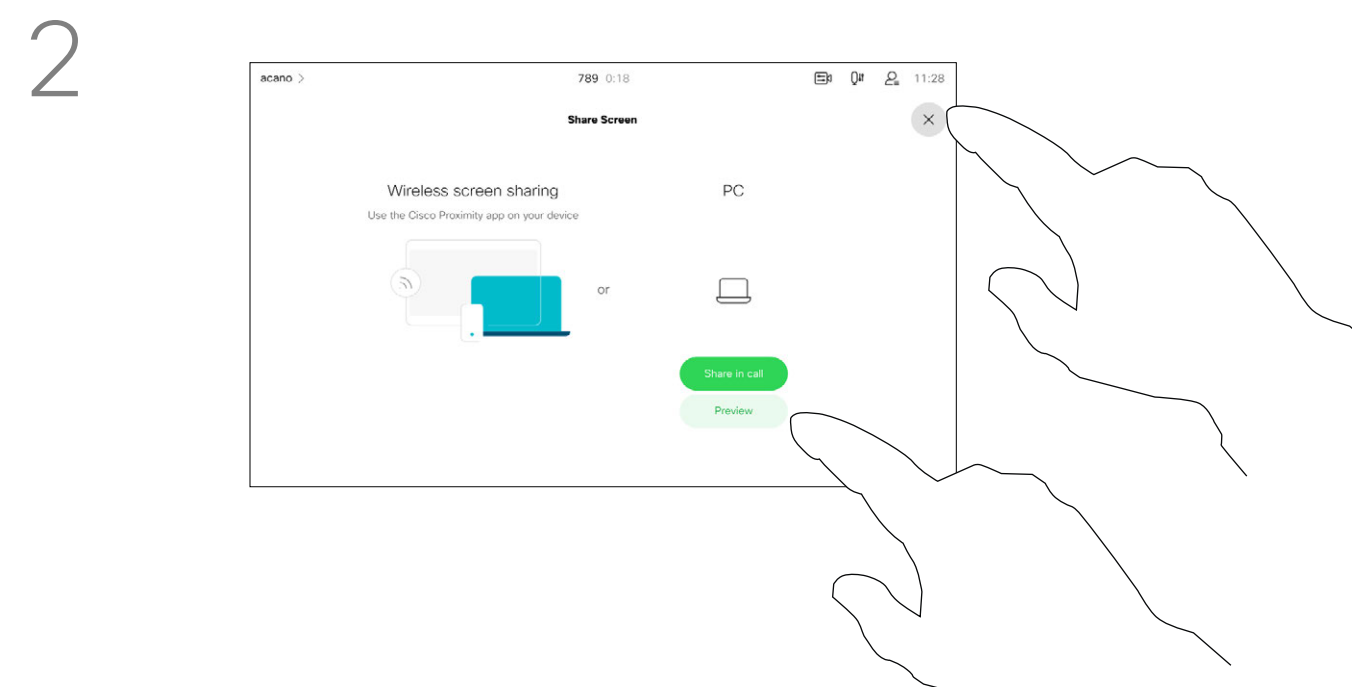 2
acano >
789 0:18
11:28
Share Screen
Wireless screen sharing
Use the Cisco Proximity app on your device
or
PC
Share in call
Preview